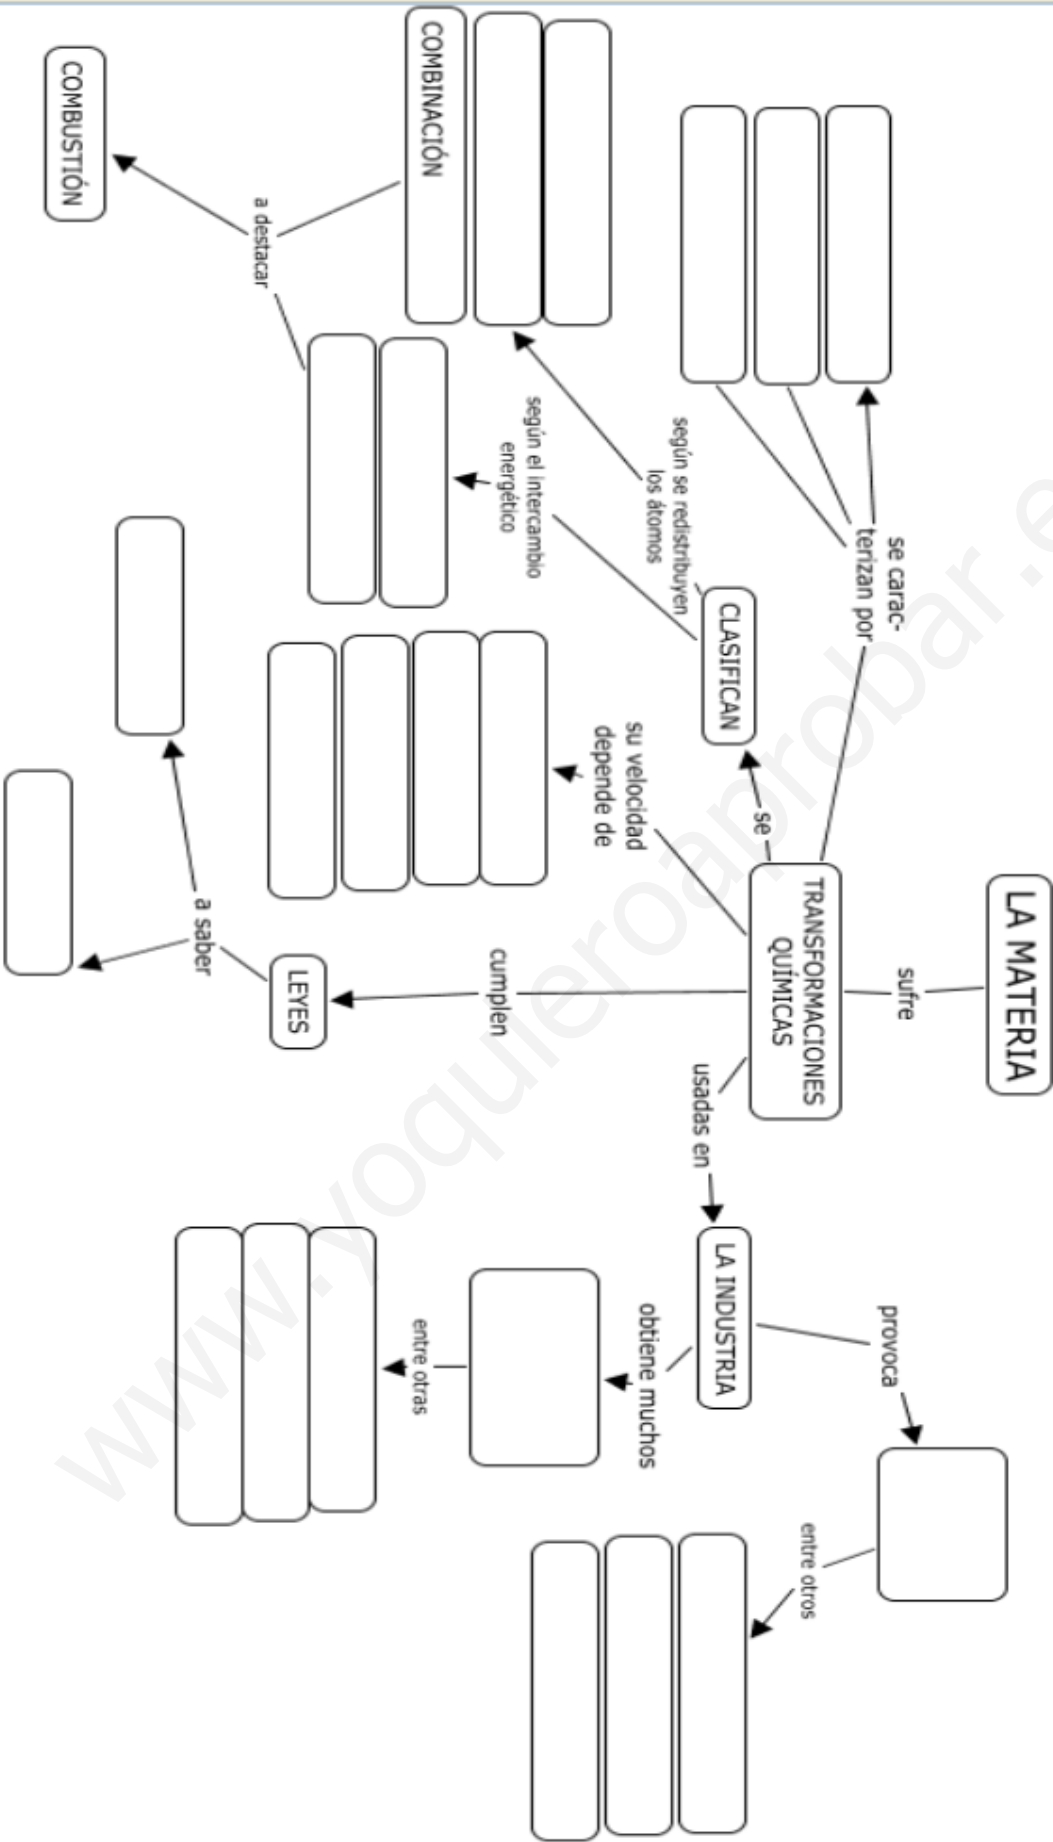 LA MATERIA
sufre
TRANSFORMACIONES
QUÍMICAS
se carac-
terizan por
se
CLASIFICAN
según se redistribuyen
los átomos
según el intercambio
energético
COMBINACIÓN
a destacar
COMBUSTIÓN
su velocidad
depende de
cumplen
LEYES
a saber
usadas en
LA INDUSTRIA
provoca
entre otros
obtiene muchos
entre otras
www.yoquieroaprobar.e